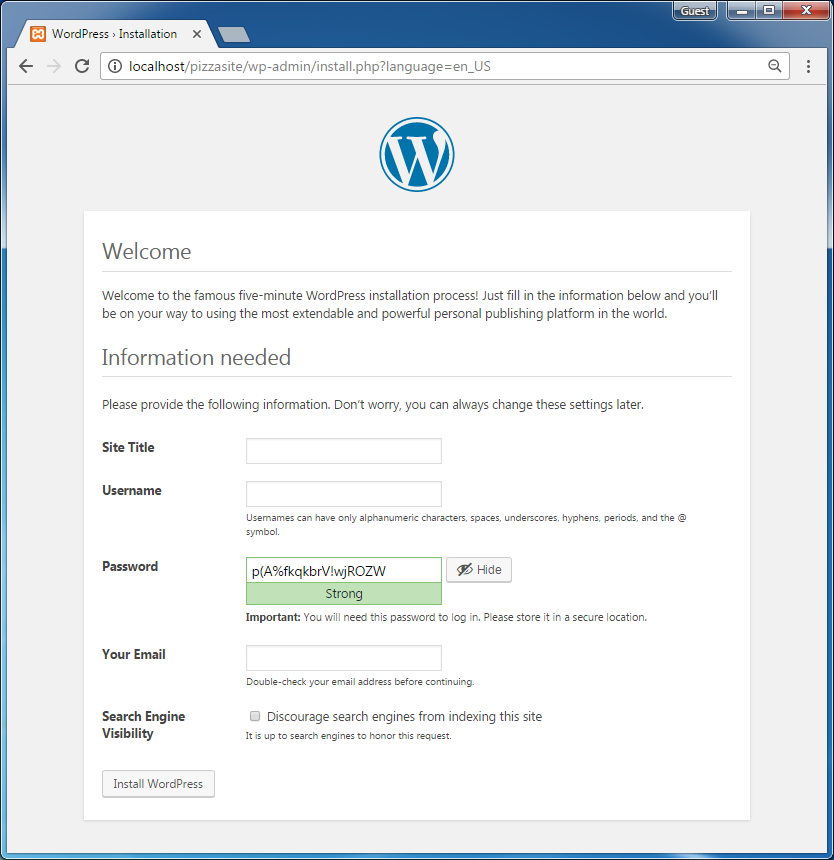 Guest
WordPress › Installation
localhost/pizzasite/wp-admin/install.php?language=en_US
Welcome
Welcome to the famous five-minute WordPress installation process! Just fill in the information below and you’ll
be on your way to using the most extendable and powerful personal publishing platform in the world.
Information needed
Please provide the following information. Don’t worry, you can always change these settings later.
Site Title
Username
Usernames can have only alphanumeric characters, spaces, underscores, hyphens, periods, and the @
symbol.
Password p(A%fkqkbrV!wjROZW Hide
Strong
Important: You will need this password to log in. Please store it in a secure location.
Your Email
Double-check your email address before continuing.
Search Engine
Visibility
Discourage search engines from indexing this site
It is up to search engines to honor this request.
Install WordPress